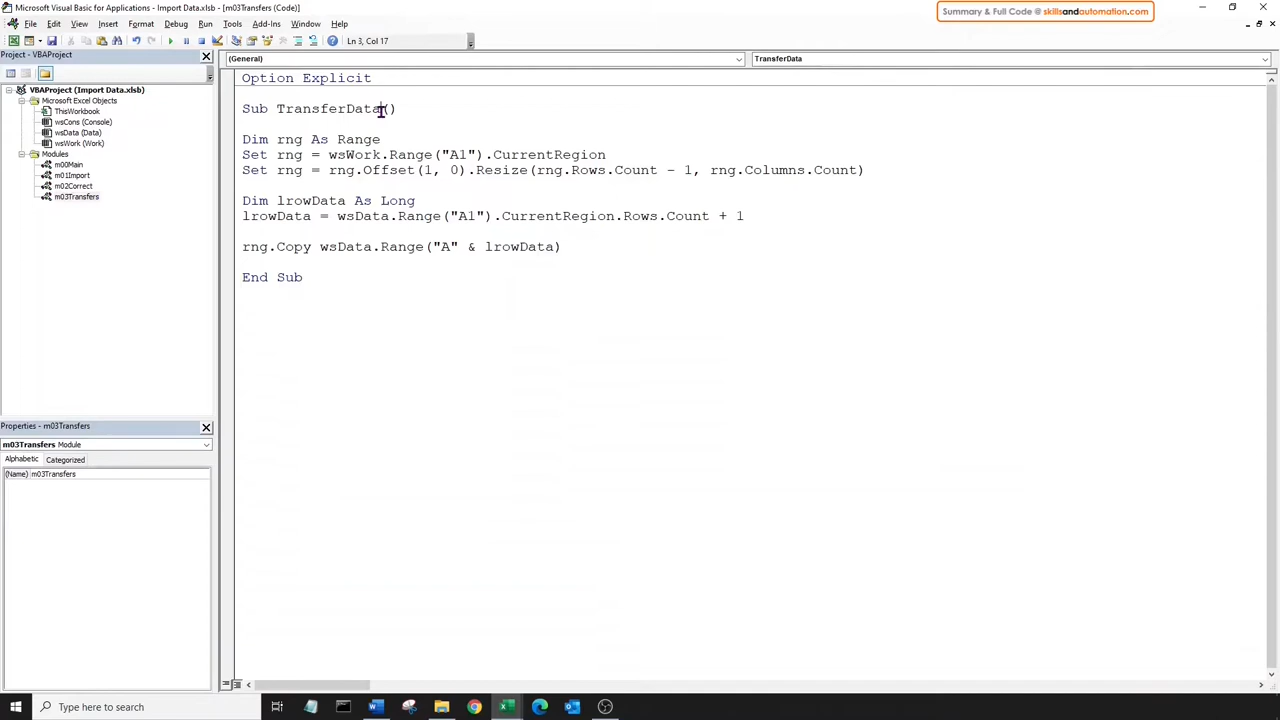 Microsoft Visual Basic for Applications - Import Data.xlsb - [m03Transfers (Code)]
Summary & Full Code @ skillsandautomation.com
File Edit View Insert Format Debug Run Tools Add-Ins Window Help
Ln 3, Col 17
Project - VBAProject
(General)
TransferData
VBAProject (Import Data.xlsb)
Microsoft Excel Objects
ThisWorkbook
wsCons (Console)
wsData (Data)
wsWork (Work)
Modules
m00Main
m01Import
m02Correct
m03Transfers
Option Explicit
Sub TransferData()
Dim rng As Range
Set rng = wsWork.Range("A1").CurrentRegion
Set rng = rng.Offset(1, 0).Resize(rng.Rows.Count - 1, rng.Columns.Count)
Dim lrowData As Long
lrowData = wsData.Range("A1").CurrentRegion.Rows.Count + 1
rng.Copy wsData.Range("A" & lrowData)
End Sub
Properties - m03Transfers
m03Transfers Module
Alphabetic Categorized
(Name) m03Transfers
Type here to search